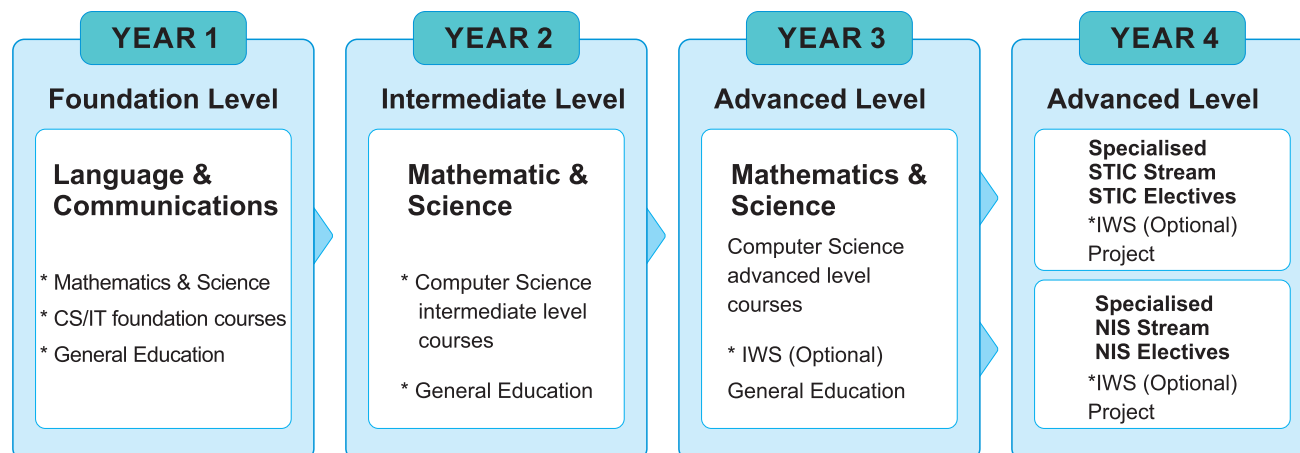 YEAR 1
Foundation Level
Language &
Communications
* Mathematics & Science
* CS/IT foundation courses
* General Education
YEAR 2
Intermediate Level
Mathematic &
Science
* Computer Science
intermediate level
courses
* General Education
YEAR 3
Advanced Level
Mathematics &
Science
Computer Science
advanced level
courses
* IWS (Optional)
General Education
YEAR 4
Advanced Level
Specialised
STIC Stream
STIC Electives
*IWS (Optional)
Project
Specialised
NIS Stream
NIS Electives
*IWS (Optional)
Project